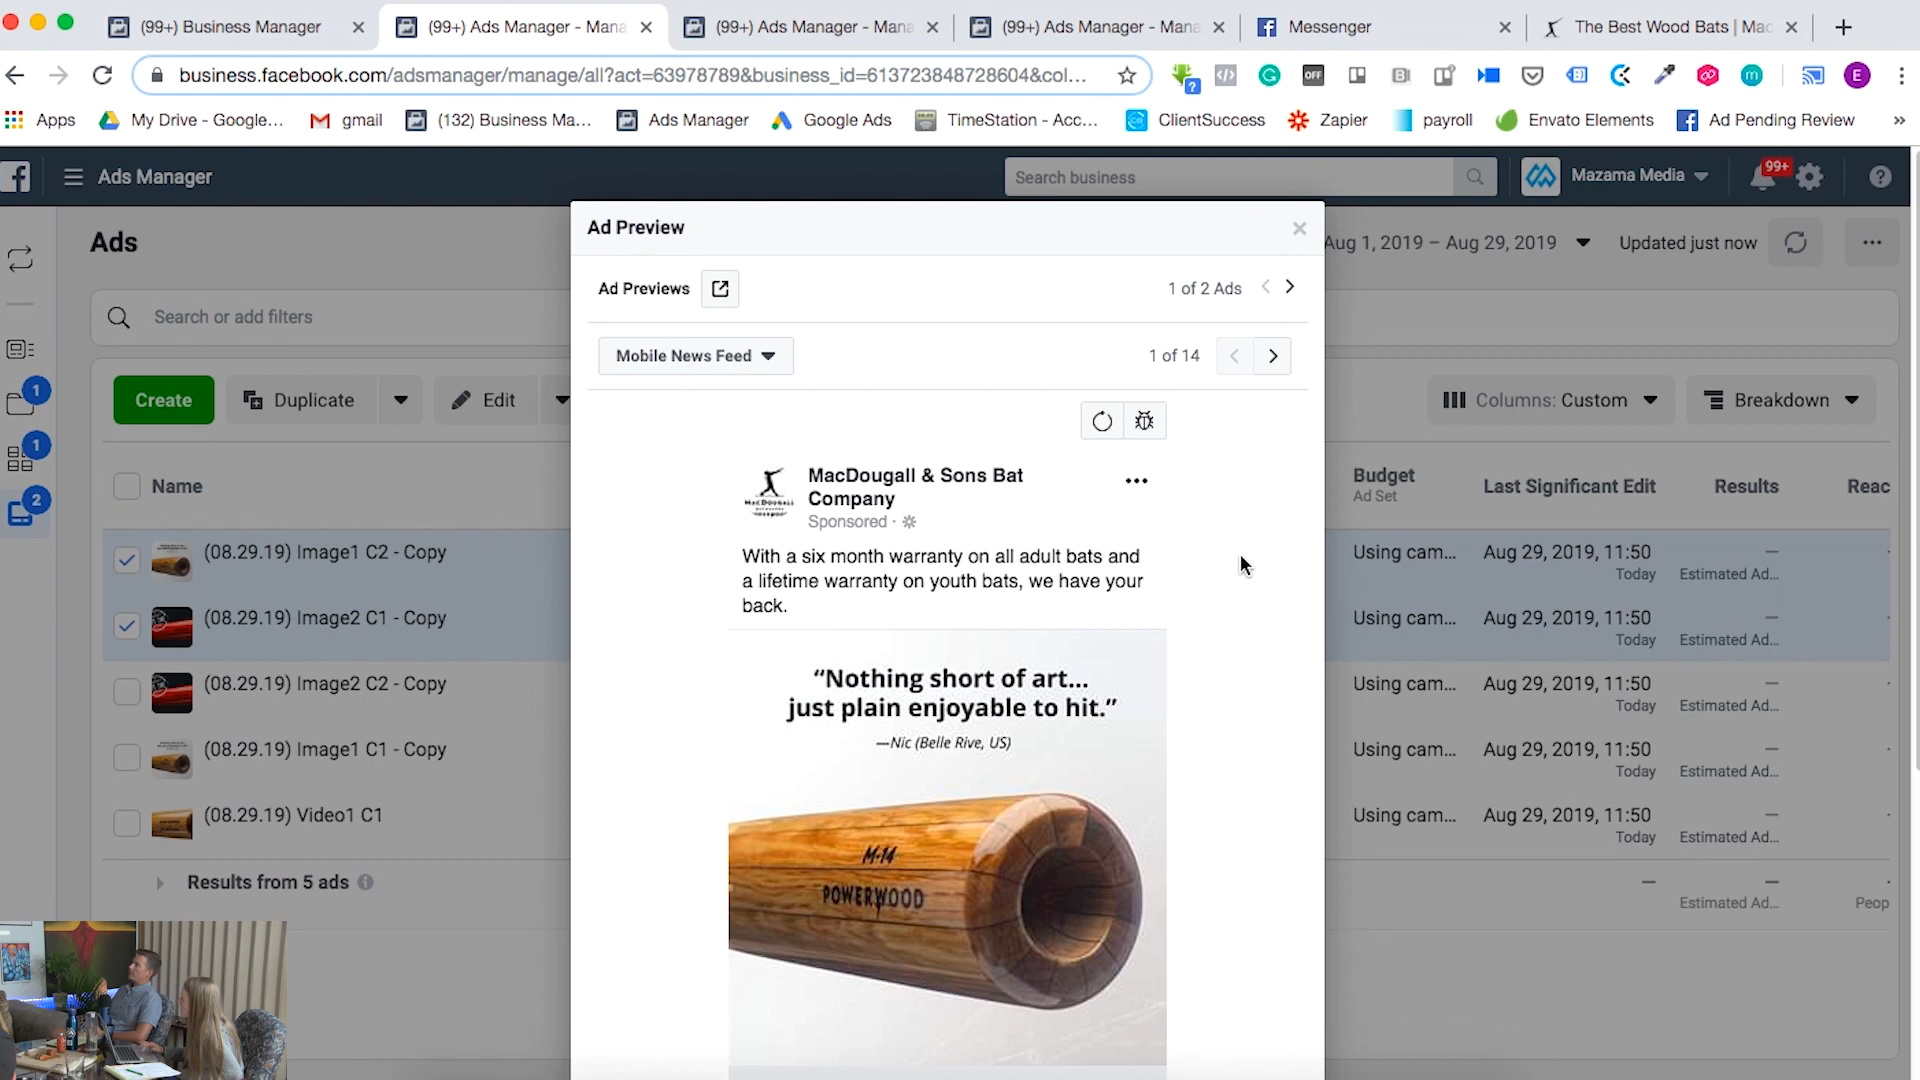 (99+) Business Manager
(99+) Ads Manager - Mana
(99+) Ads Manager - Mana
(99+) Ads Manager - Mana
Messenger
The Best Wood Bats | Mac
business.facebook.com/adsmanager/manage/all?act=63978789&business_id=613723848728604&col...
OFF
E
Apps
My Drive - Google...
gmail
(132) Business Ma...
Ads Manager
Google Ads
TimeStation - Acc...
ClientSuccess
Zapier
payroll
Envato Elements
Ad Pending Review
»
Ads Manager
Search business
Mazama Media
99+
Ads
Aug 1, 2019 – Aug 29, 2019
Updated just now
Search or add filters
Create
Duplicate
Edit
Columns: Custom
Breakdown
1
1
2
Name
Budget
Ad Set
Last Significant Edit
Results
Reac
(08.29.19) Image1 C2 - Copy
Using cam...
Aug 29, 2019, 11:50
Today
—
Estimated Ad...
(08.29.19) Image2 C1 - Copy
Using cam...
Aug 29, 2019, 11:50
Today
—
Estimated Ad...
(08.29.19) Image2 C2 - Copy
Using cam...
Aug 29, 2019, 11:50
Today
—
Estimated Ad...
(08.29.19) Image1 C1 - Copy
Using cam...
Aug 29, 2019, 11:50
Today
—
Estimated Ad...
(08.29.19) Video1 C1
Using cam...
Aug 29, 2019, 11:50
Today
—
Estimated Ad...
Results from 5 ads
—
—
Estimated Ad...
Peop
Ad Preview
Ad Previews
1 of 2 Ads
Mobile News Feed
1 of 14
MACDOUGALL
MacDougall & Sons Bat
Company
Sponsored ·
With a six month warranty on all adult bats and
a lifetime warranty on youth bats, we have your
back.
“Nothing short of art...
just plain enjoyable to hit.”
—Nic (Belle Rive, US)
M-14
POWERWOOD